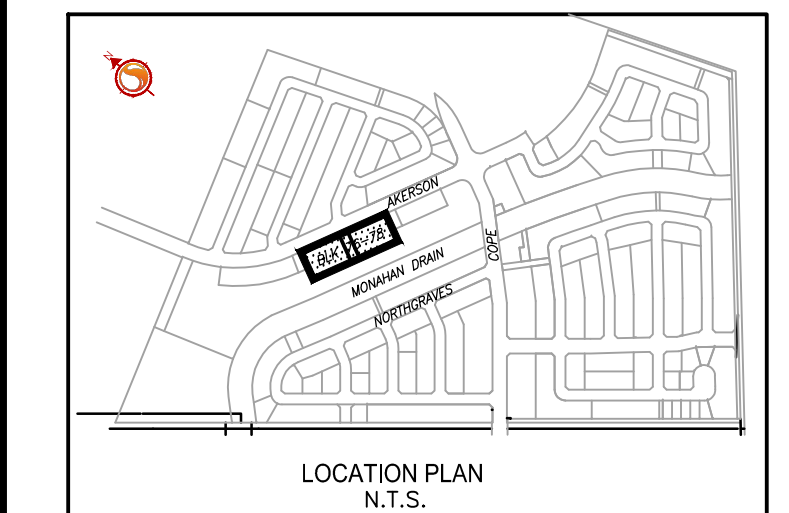 N
AKERSON
BLK 76-78
COPE
MONAHAN DRAIN
NORTHGRAVES
LOCATION PLAN
N.T.S.